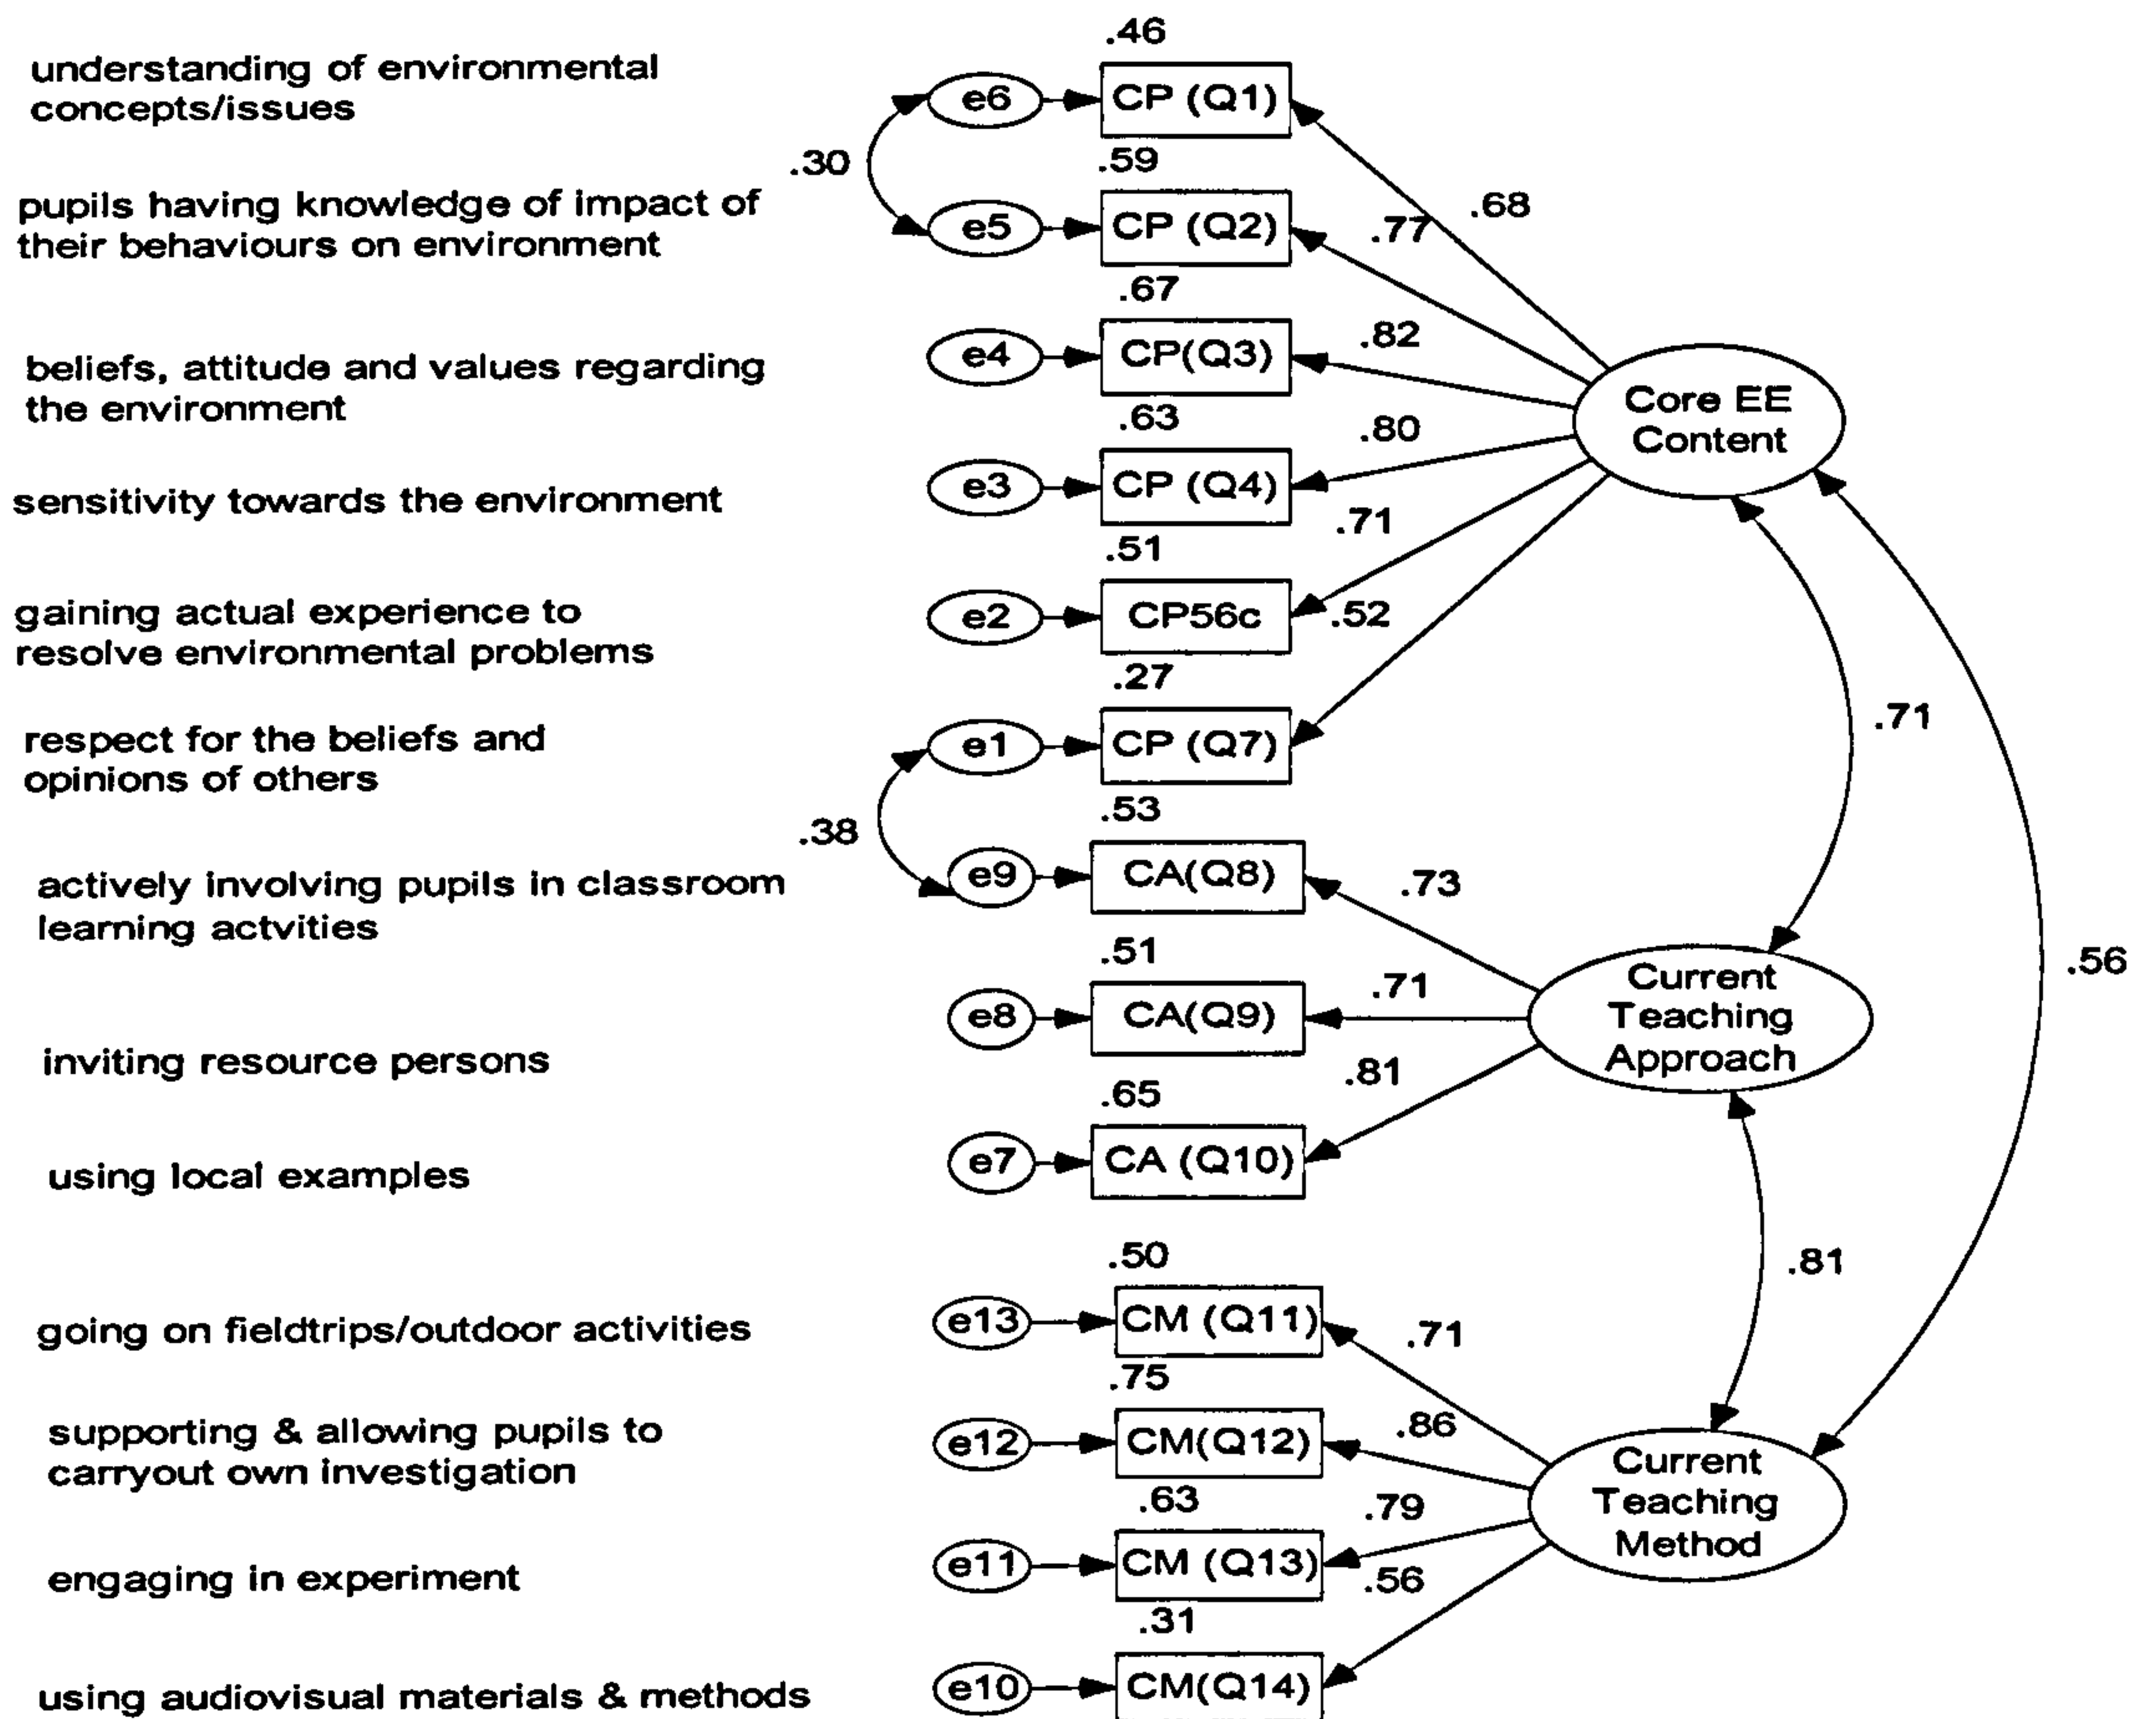 .46
understanding of environmental
concepts/issues
e6
CP (Q1)
.30
.59
.68
pupils having knowledge of impact of
their behaviours on environment
e5
CP (Q2)
.77
.67
beliefs, attitude and values regarding
the environment
e4
CP(Q3)
.82
Core EE
Content
.63
.80
sensitivity towards the environment
e3
CP (Q4)
.71
.51
gaining actual experience to
resolve environmental problems
e2
CP56c
.52
.27
.71
respect for the beliefs and
opinions of others
e1
CP (Q7)
.38
.53
actively involving pupils in classroom
learning actvities
e9
CA(Q8)
.73
.51
.71
.56
inviting resource persons
e8
CA(Q9)
Current
Teaching
Approach
.81
.65
using local examples
e7
CA (Q10)
.50
.81
going on fieldtrips/outdoor activities
e13
CM (Q11)
.71
.75
supporting & allowing pupils to
carryout own investigation
e12
CM(Q12)
.86
Current
Teaching
Method
.63
.79
engaging in experiment
e11
CM (Q13)
.56
.31
using audiovisual materials & methods
e10
CM(Q14)